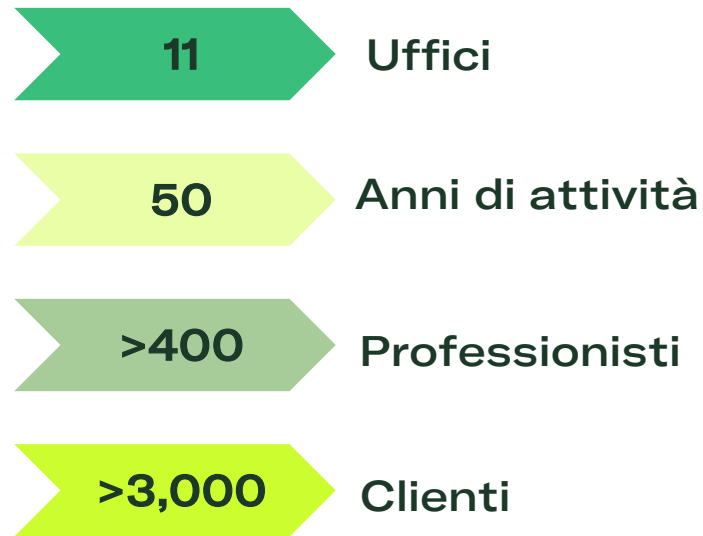 11 Uffici
50 Anni di attività
>400 Professionisti
>3,000 Clienti